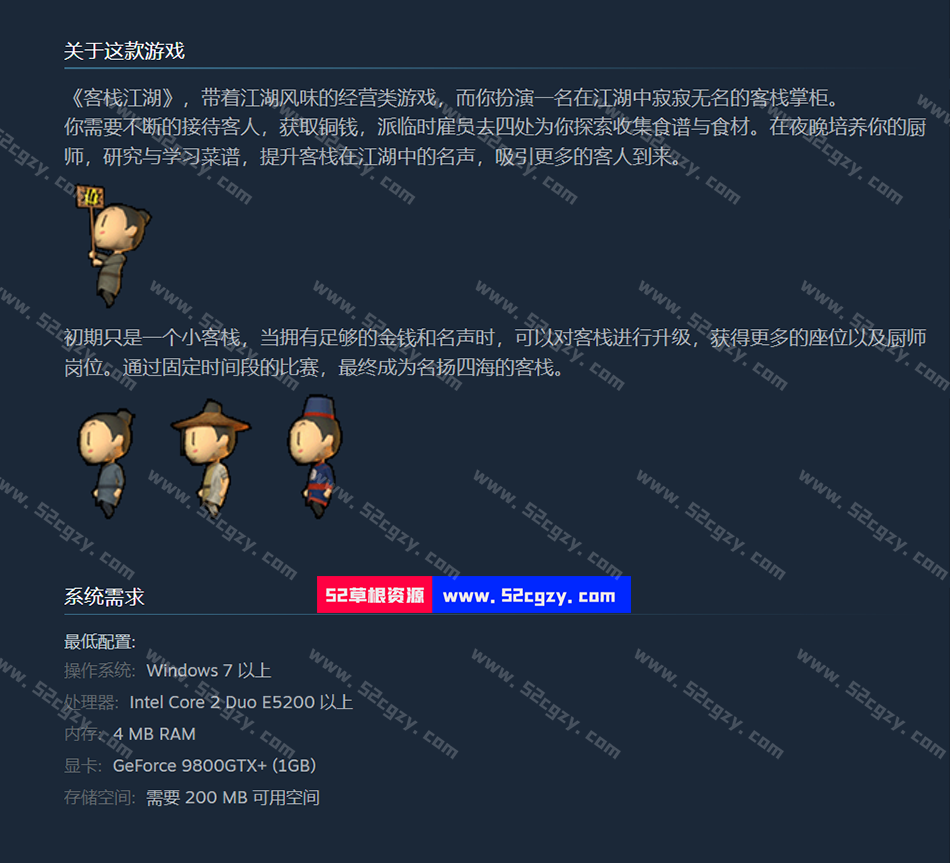 关于这款游戏
《客栈江湖》，带着江湖风味的经营类游戏，而你扮演一名在江湖中寂寂无名的客栈掌柜。
你需要不断的接待客人，获取铜钱，派临时雇员去四处为你探索收集食谱与食材。在夜晚培养你的厨
师，研究与学习菜谱，提升客栈在江湖中的名声，吸引更多的客人到来。
初期只是一个小客栈，当拥有足够的金钱和名声时，可以对客栈进行升级，获得更多的座位以及厨师
岗位。通过固定时间段的比赛，最终成为名扬四海的客栈。
系统需求
52草根资源 www.52cgzy.com
最低配置:
操作系统: Windows 7 以上
处理器: Intel Core 2 Duo E5200 以上
内存: 4 MB RAM
显卡: GeForce 9800GTX+ (1GB)
存储空间: 需要 200 MB 可用空间
www.52cgzy.com